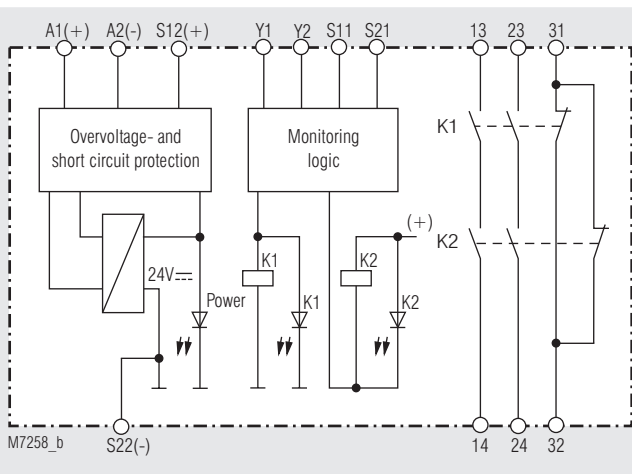 A1(+) A2(-) S12(+) Y1 Y2 S11 S21 13 23 31
Overvoltage- and
short circuit protection
Monitoring
logic
K1
(+)
K2
K1
K2
24V
Power
K1
K2
M7258_b
S22(-)
14 24 32